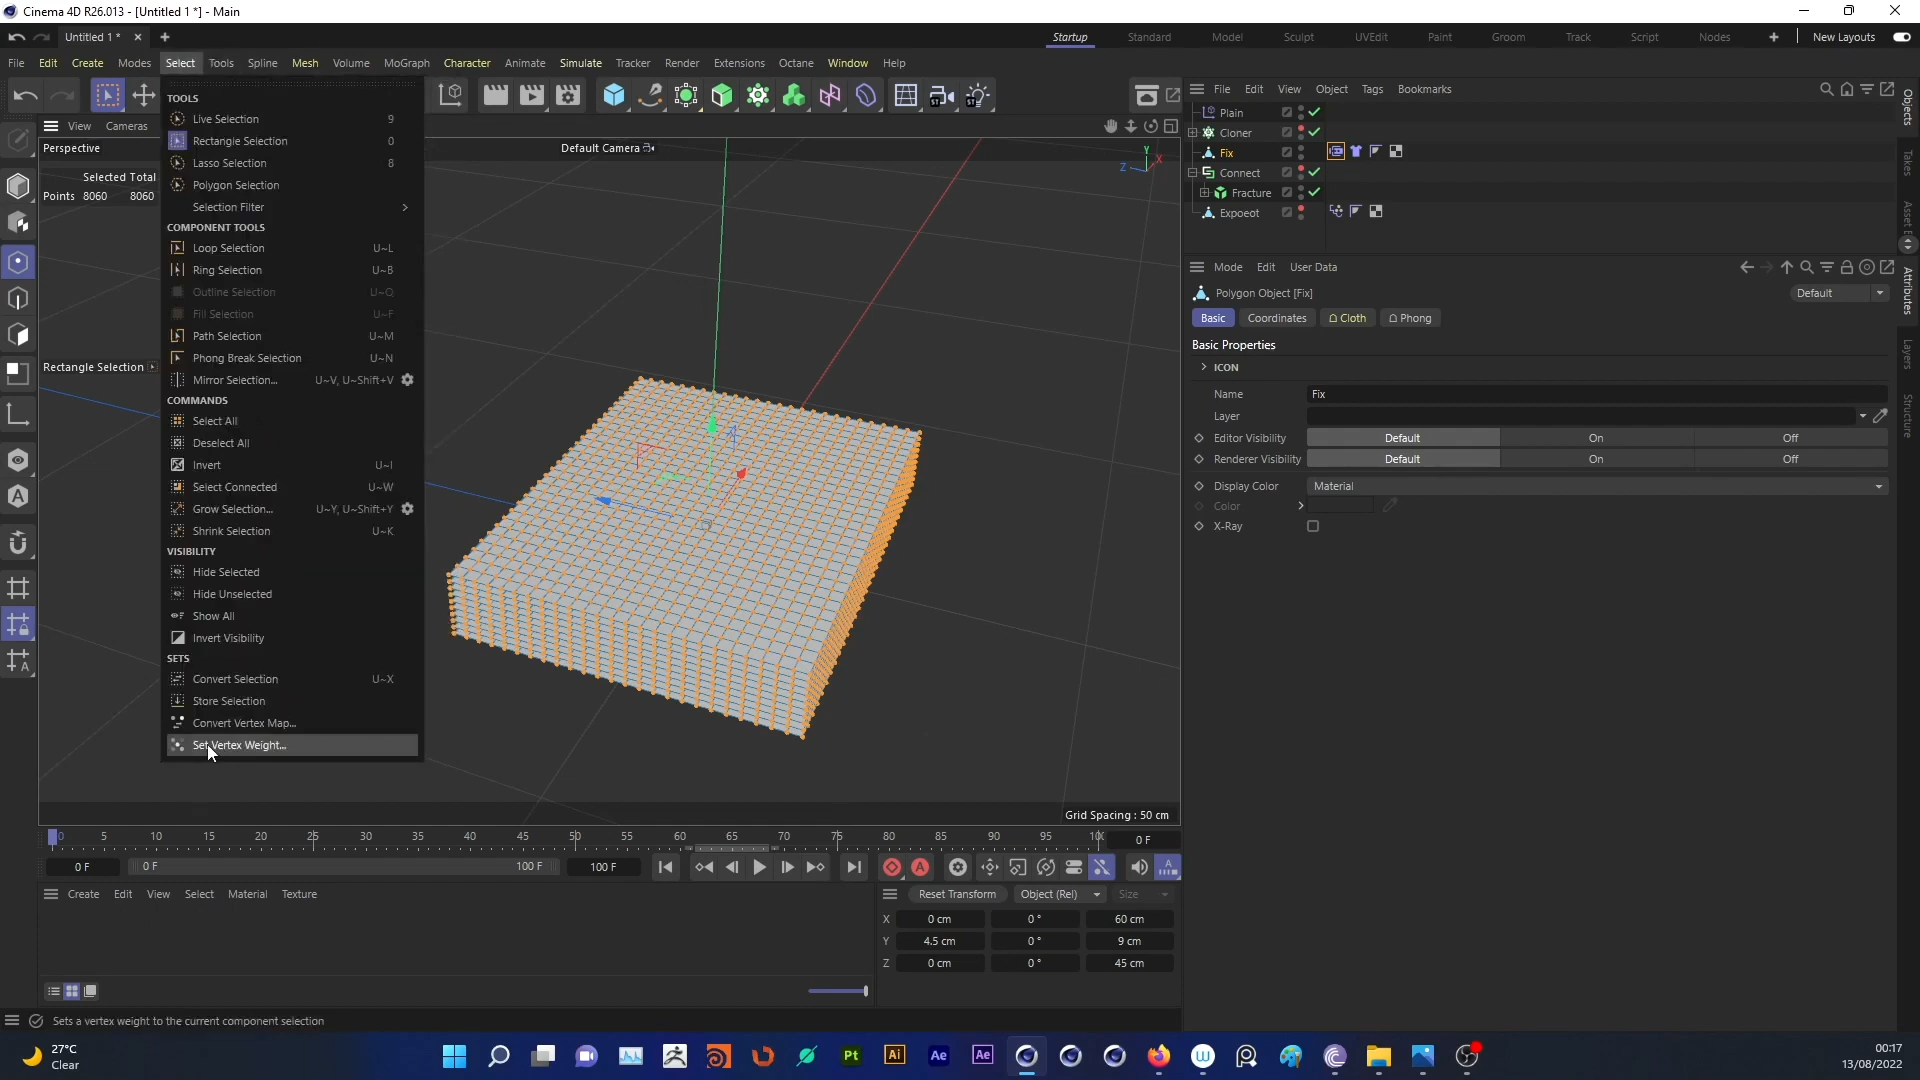 Cinema 4D R26.013 - [Untitled 1 *] - Main
Untitled 1 *
Startup Standard Model Sculpt UVEdit Paint Groom Track Script Nodes New Layouts
File Edit Create Modes Select Tools Spline Mesh Volume MoGraph Character Animate Simulate Tracker Render Extensions Octane Window Help
View Cameras
Perspective
Default Camera
Selected Total
Points 8060 8060
Rectangle Selection
TOOLS
Live Selection 9
Rectangle Selection 0
Lasso Selection 8
Polygon Selection
Selection Filter
COMPONENT TOOLS
Loop Selection U~L
Ring Selection U~B
Outline Selection U~Q
Fill Selection U~F
Path Selection U~M
Phong Break Selection U~N
Mirror Selection... U~V, U~Shift+V
COMMANDS
Select All
Deselect All
Invert U~I
Select Connected U~W
Grow Selection... U~Y, U~Shift+Y
Shrink Selection U~K
VISIBILITY
Hide Selected
Hide Unselected
Show All
Invert Visibility
SETS
Convert Selection U~X
Store Selection
Convert Vertex Map...
Set Vertex Weight...
Y
X
Z
Grid Spacing : 50 cm
File Edit View Object Tags Bookmarks
Plain
Cloner
Fix
Connect
Fracture
Expoet
Objects
Takes
Attributes
Layers
Structure
Mode Edit User Data
Polygon Object [Fix]
Default
Basic Coordinates Cloth Phong
Basic Properties
ICON
Name Fix
Layer
Editor Visibility Default On Off
Renderer Visibility Default On Off
Display Color Material
Color
X-Ray
0 5 10 15 20 25 30 35 40 45 50 55 60 65 70 75 80 85 90 95
0 F
0 F 0 F 100 F 100 F
Create Edit View Select Material Texture
Reset Transform Object (Rel) Size
X 0 cm 0 ° 60 cm
Y 4.5 cm 0 ° 9 cm
Z 0 cm 0 ° 45 cm
Sets a vertex weight to the current component selection
27°C
Clear
Pt Ai Ae Ae
00:17
13/08/2022